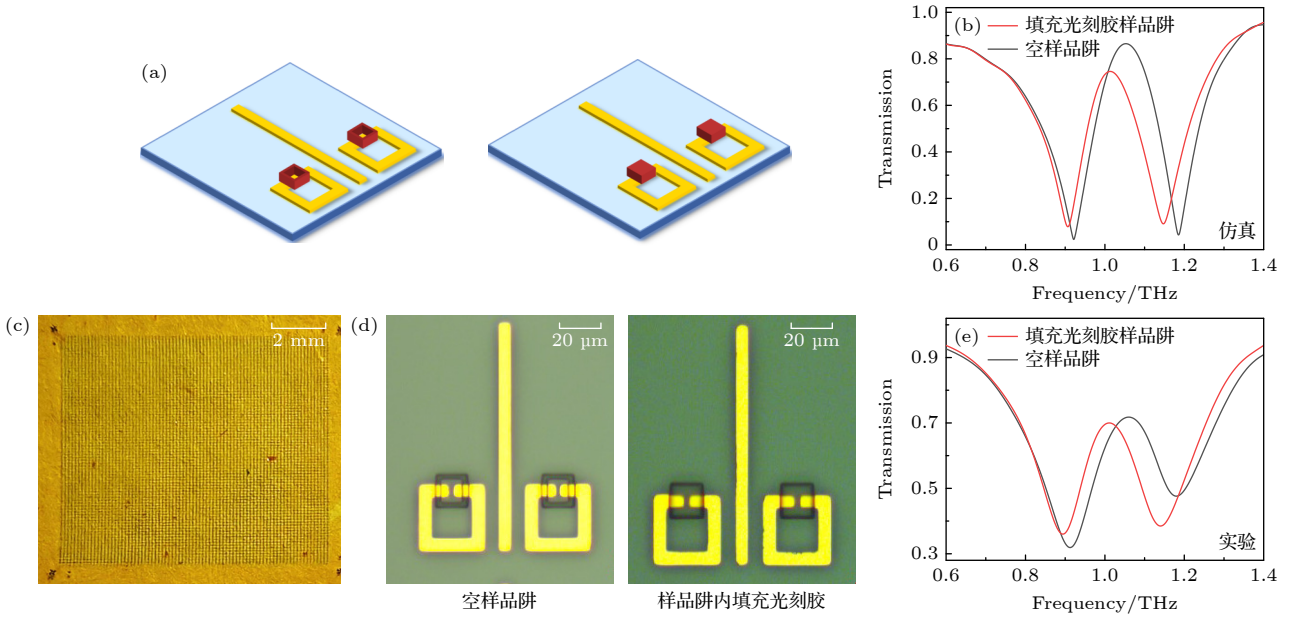 (a)
(b)
填充光刻胶样品阱
空样品阱
1.0
0.8
0.6
0.4
0.2
0
Transmission
仿真
0.6 0.8 1.0 1.2 1.4
Frequency/THz
(c)
2 mm
(d)
20 µm
20 µm
空样品阱
样品阱内填充光刻胶
(e)
填充光刻胶样品阱
空样品阱
0.9
0.7
0.5
0.3
Transmission
实验
0.6 0.8 1.0 1.2 1.4
Frequency/THz